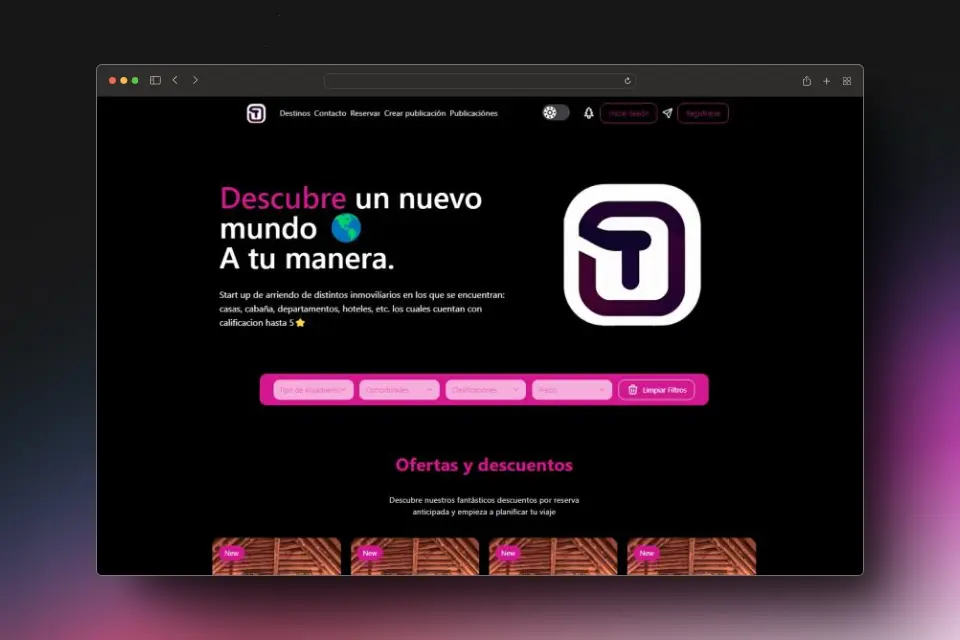 Destinos Contacto Reservar Crear publicación Publicaciónes
Iniciar Sesión
Registrarse
Descubre un nuevo
mundo 🌎
A tu manera.
Start up de arriendo de distintos inmoviliarios en los que se encuentran:
casas, cabaña, departamentos, hoteles, etc. los cuales cuentan con
calificacion hasta 5⭐
Tipo de Alojamiento
Comodidades
Clasificaciones
Precio
Limpiar Filtros
Ofertas y descuentos
Descubre nuestros fantásticos descuentos por reserva
anticipada y empieza a planificar tu viaje
New
New
New
New